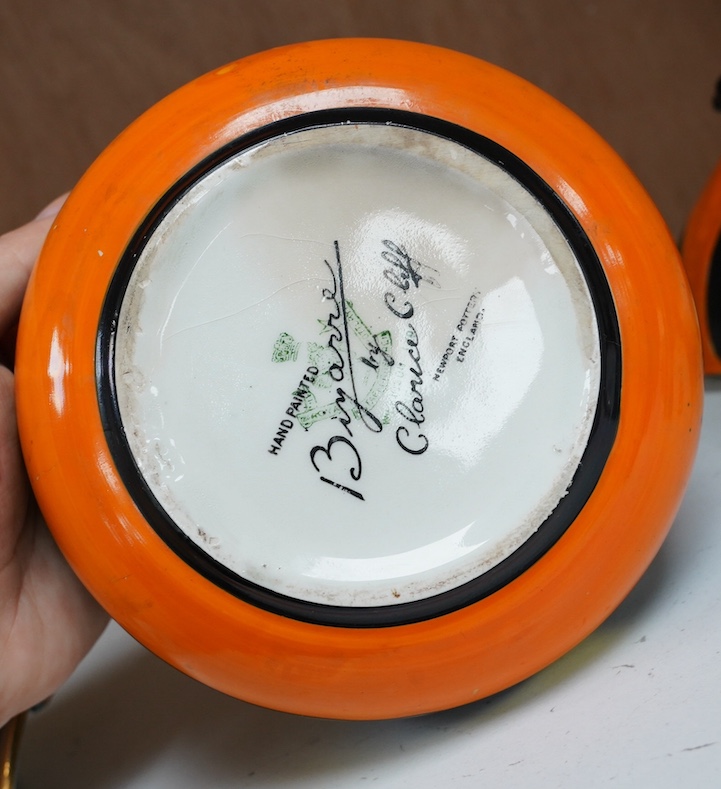 HAND PAINTED
Bizarre
by
Clarice Cliff
NEWPORT POTTERY
ENGLAND.